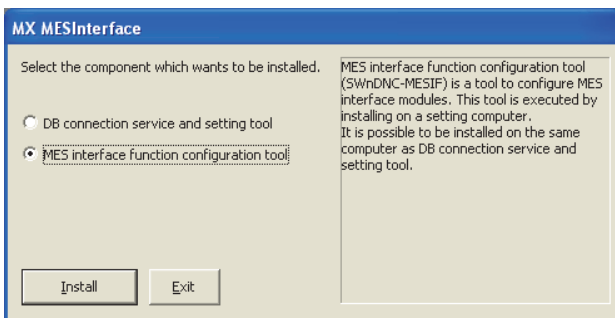 MX MESInterface
Select the component which wants to be installed.
DB connection service and setting tool
MES interface function configuration tool
MES interface function configuration tool
(SWnDNC-MESIF) is a tool to configure MES
interface modules. This tool is executed by
installing on a setting computer.
It is possible to be installed on the same
computer as DB connection service and
setting tool.
Install
Exit